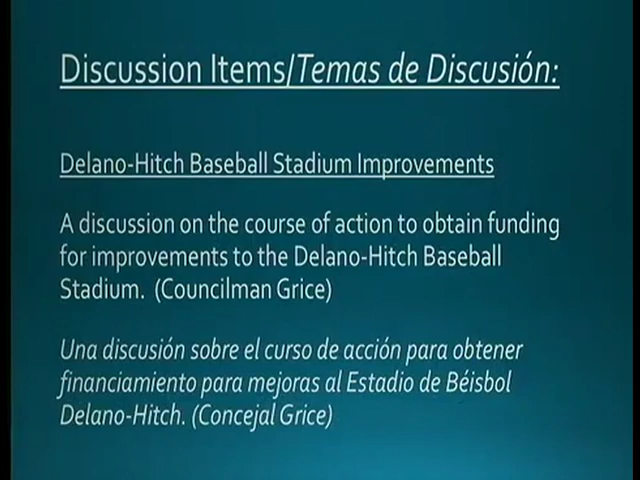 Discussion Items/Temas de Discusión:
Delano-Hitch Baseball Stadium Improvements
A discussion on the course of action to obtain funding
for improvements to the Delano-Hitch Baseball
Stadium. (Councilman Grice)
Una discusión sobre el curso de acción para obtener
financiamiento para mejoras al Estadio de Béisbol
Delano-Hitch. (Concejal Grice)